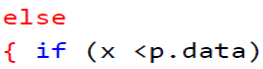 else
{ if (x <p.data)